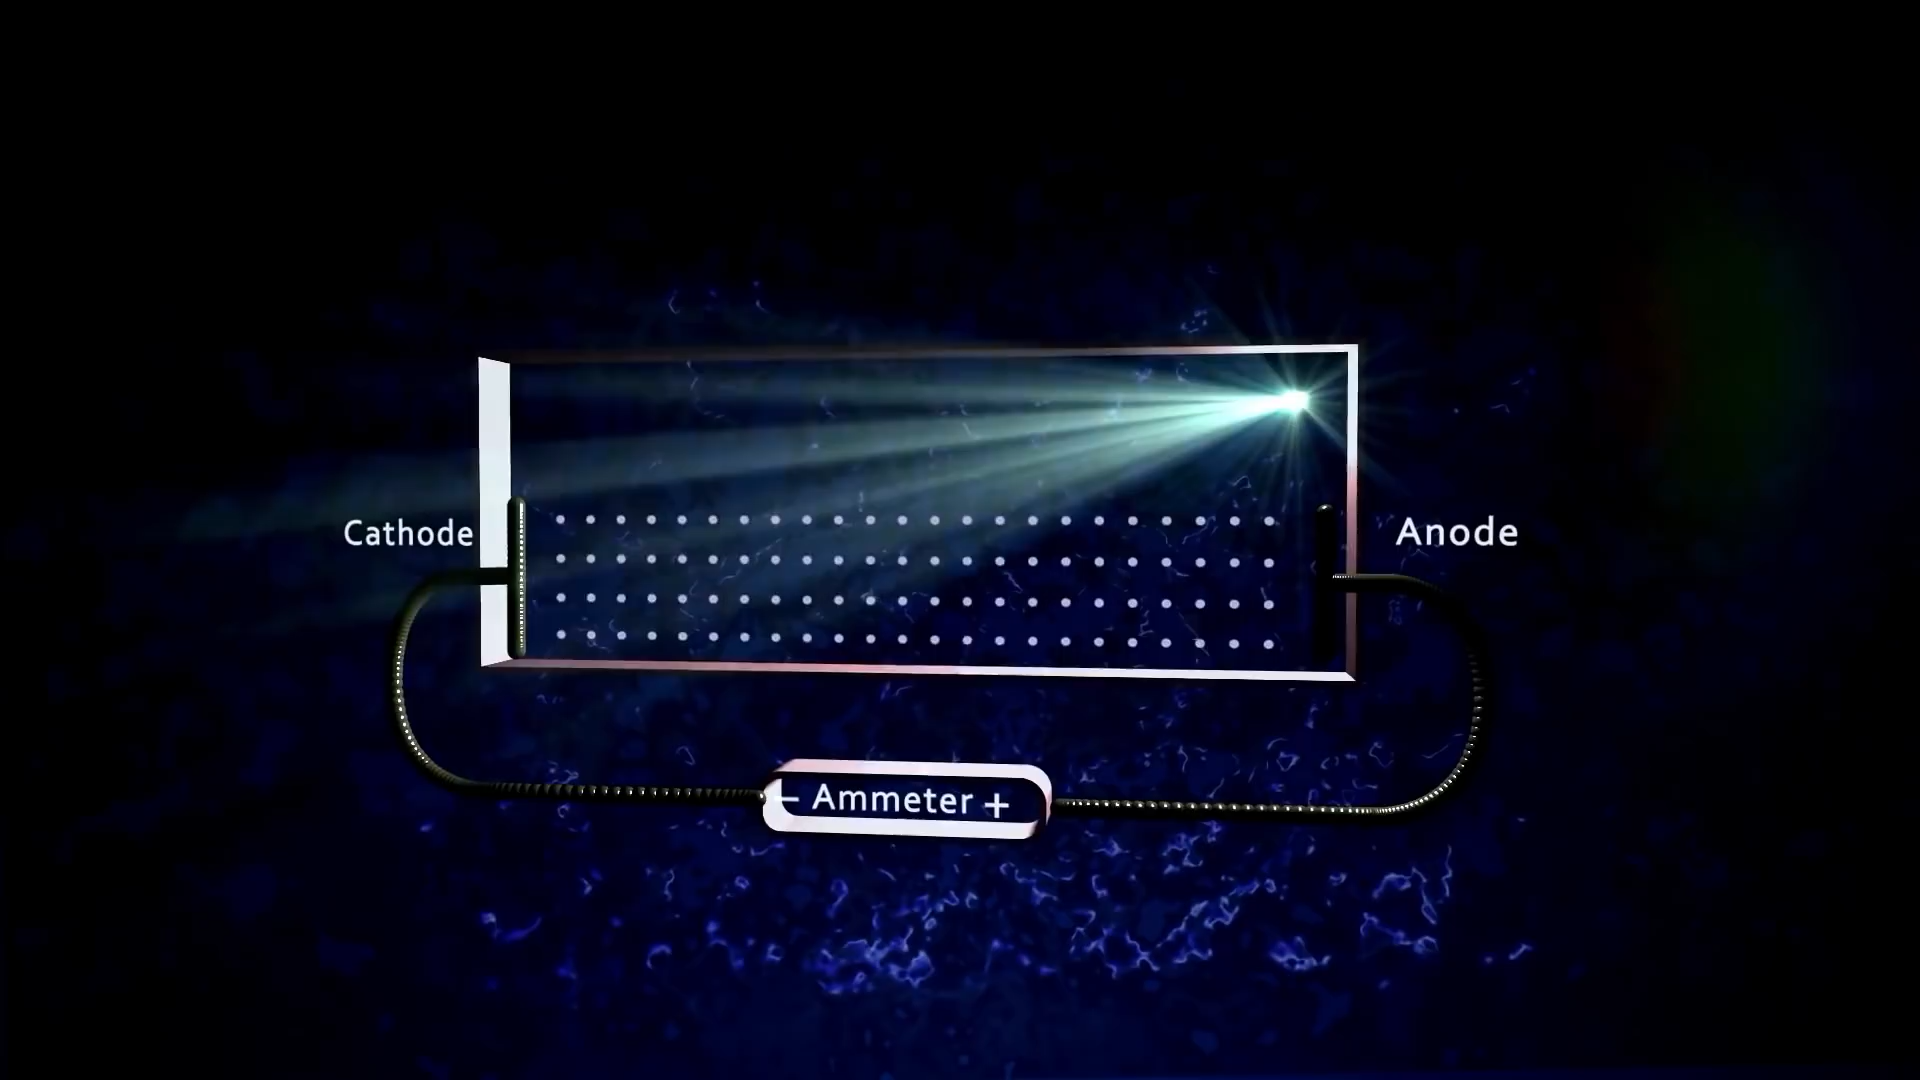 Cathode
Anode
– Ammeter +